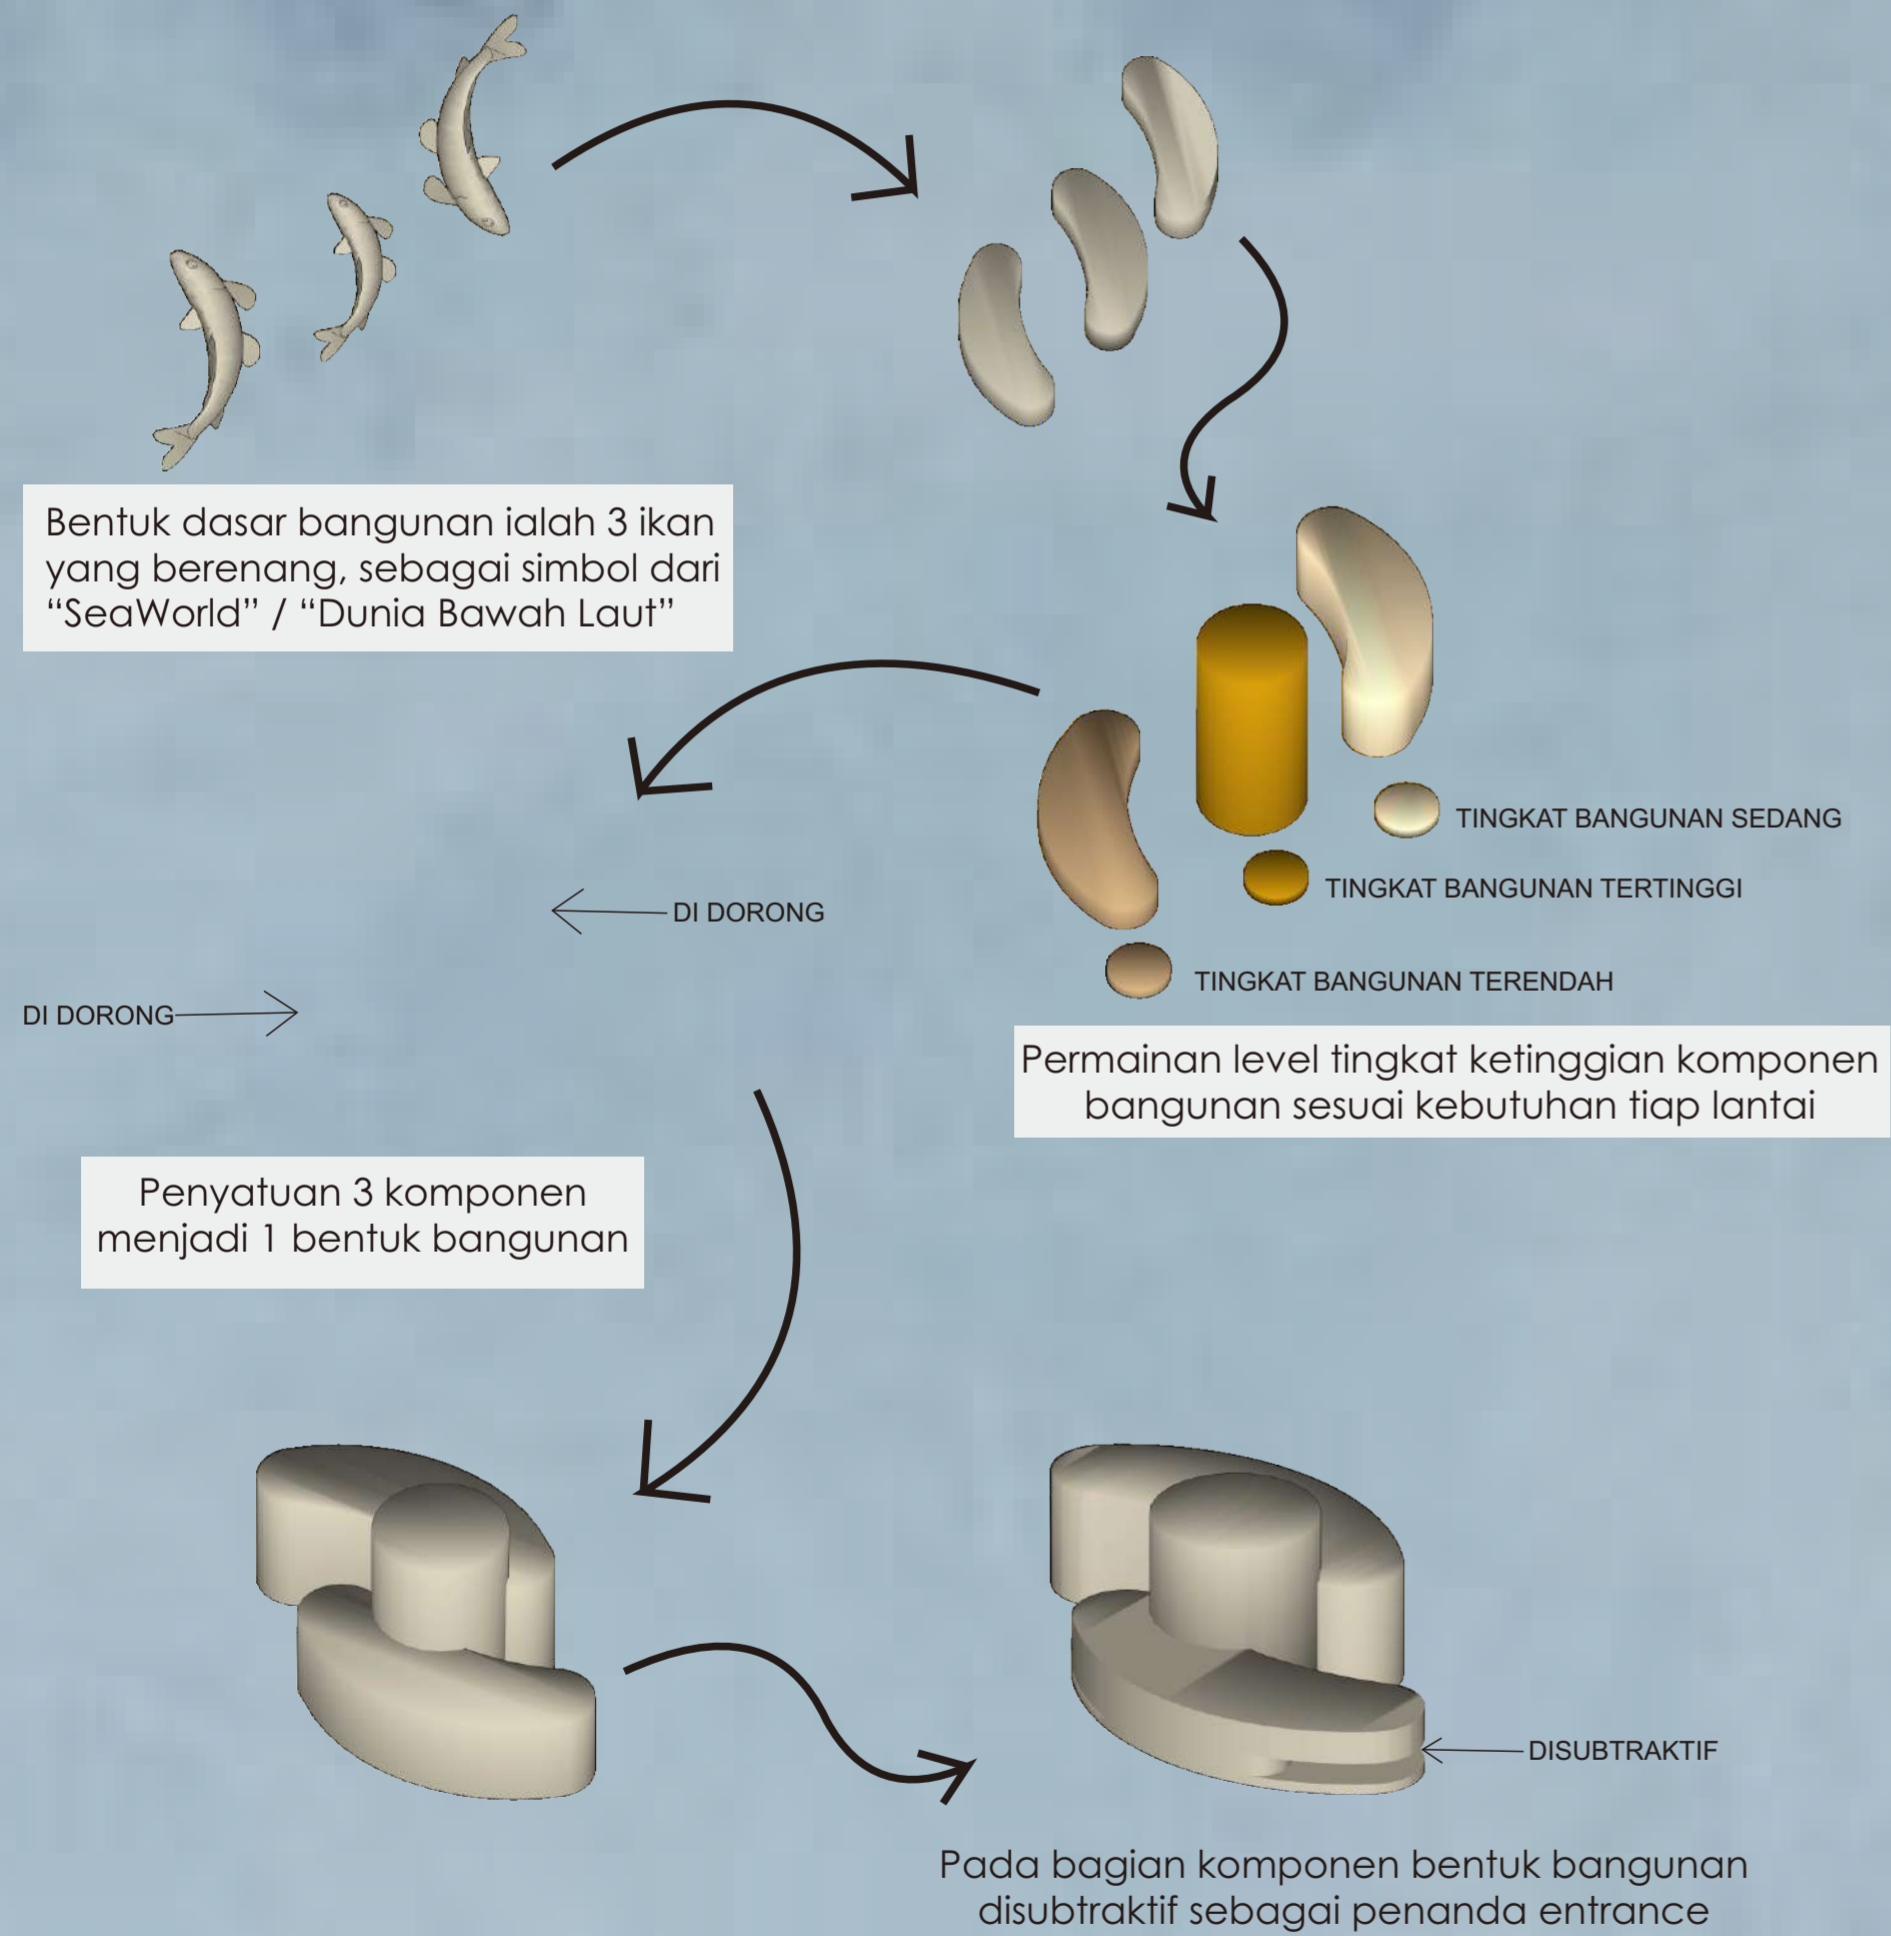 Bentuk dasar bangunan ialah 3 ikan
yang berenang, sebagai simbol dari
“SeaWorld” / “Dunia Bawah Laut”
TINGKAT BANGUNAN SEDANG
TINGKAT BANGUNAN TERTINGGI
TINGKAT BANGUNAN TERENDAH
Permainan level tingkat ketinggian komponen
bangunan sesuai kebutuhan tiap lantai
DI DORONG
DI DORONG
Penyatuan 3 komponen
menjadi 1 bentuk bangunan
DISUBTRAKTIF
Pada bagian komponen bentuk bangunan
disubtraktif sebagai penanda entrance